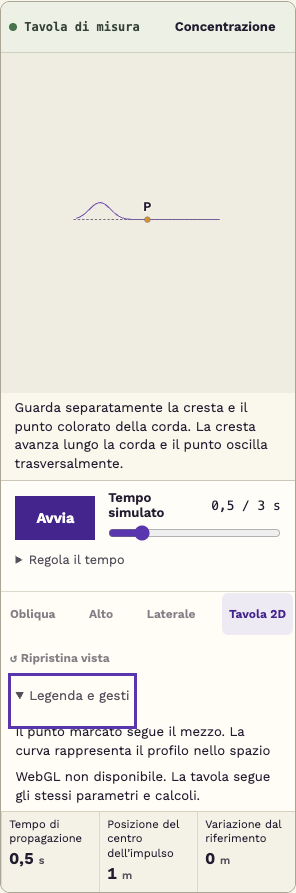 Tavola di misura Concentrazione
P
Guarda separatamente la cresta e il
punto colorato della corda. La cresta
avanza lungo la corda e il punto oscilla
trasversalmente.
Avvia
Tempo
simulato
0,5 / 3 s
▶ Regola il tempo
Obliqua Alto Laterale Tavola 2D
↺ Ripristina vista
▼ Legenda e gesti
Il punto marcato segue il mezzo. La
curva rappresenta il profilo nello spazio
WebGL non disponibile. La tavola segue
gli stessi parametri e calcoli.
Tempo di
propagazione
0,5 s
Posizione del
centro
dell'impulso
1 m
Variazione dal
riferimento
0 m